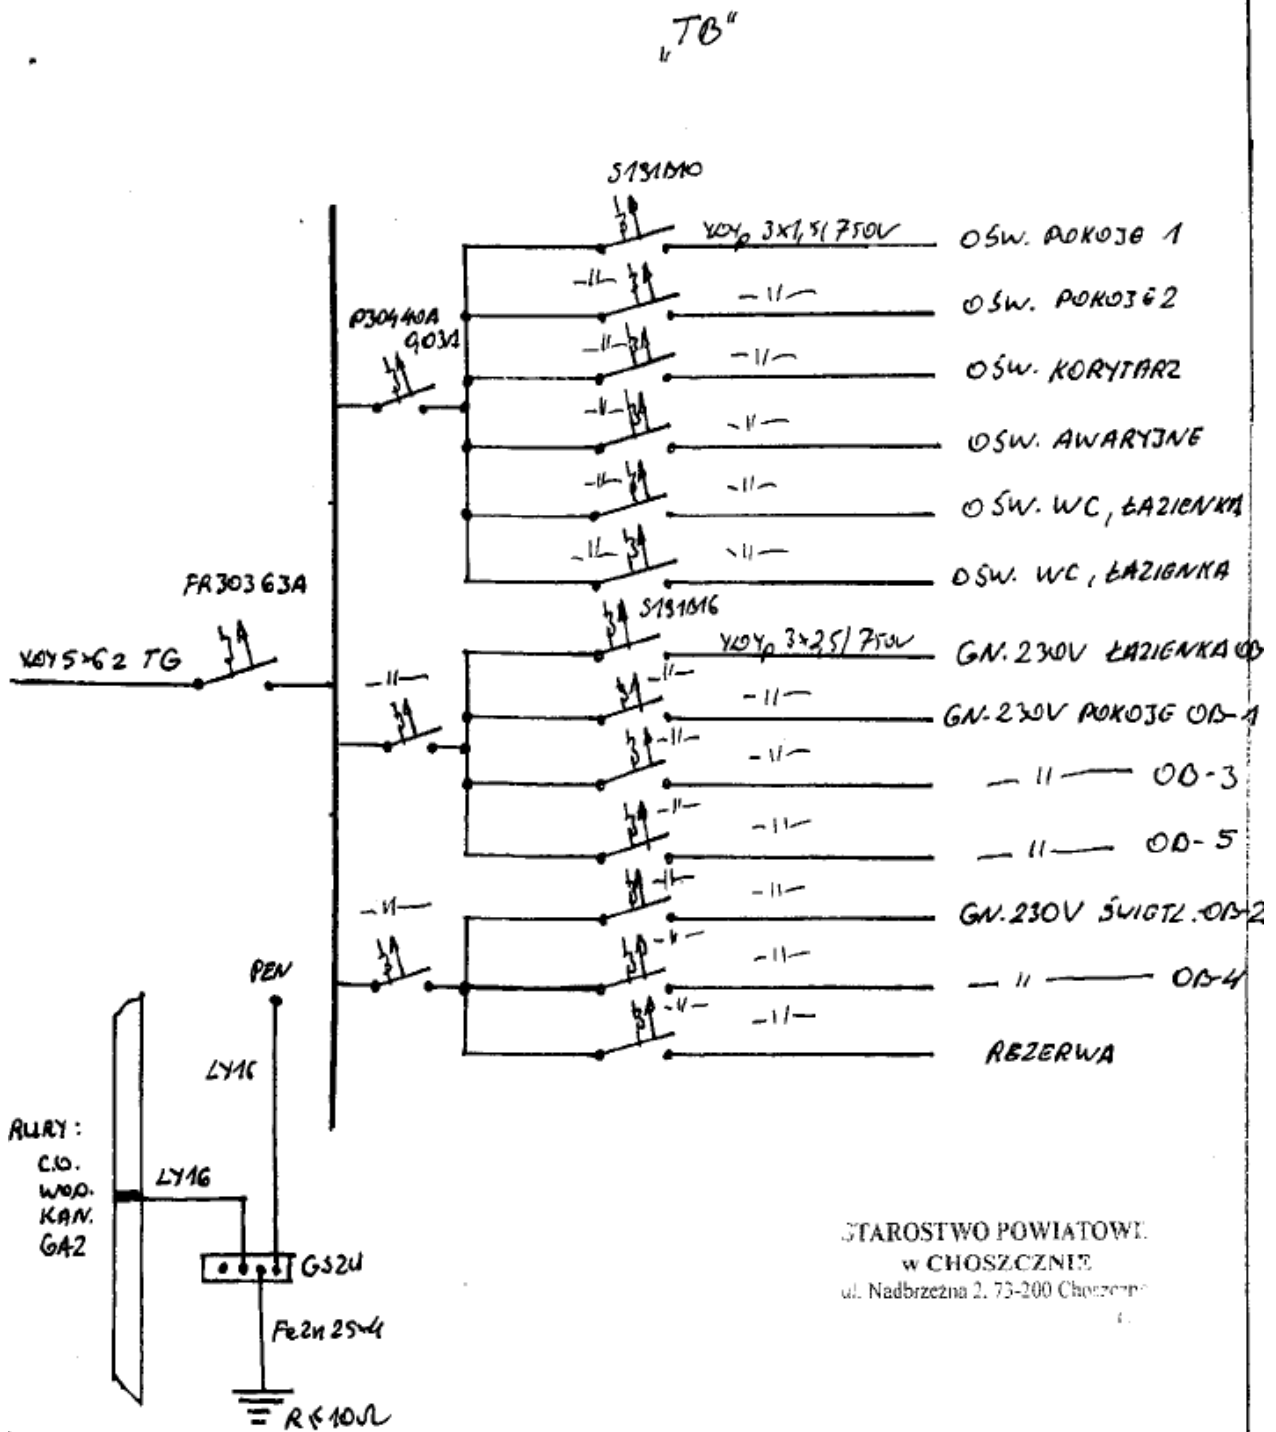 „TB"
S191B10
YDYp 3x1,5/750V
OŚW. POKOJE 1
-II-
-II-
OŚW. POKOJE 2
P304 40A
0,03A
-II-
-II-
OŚW. KORYTARZ
-II-
-II-
OŚW. AWARYJNE
-II-
-II-
OŚW. WC, ŁAZIENKA
-II-
-II-
OŚW. WC, ŁAZIENKA
FR303 63A
S191B16
YDYp 3x2,5/750V
GN. 230V ŁAZIENKA OB
YDY5x6 TG
-II-
-II-
-II-
GN. 230V POKOJE OB-1
-II-
-II-
-II- OB-3
-II-
-II-
-II- OB-5
-II-
-II-
-II-
GN. 230V ŚWIETL. OB-2
PEN
-II-
-II-
-II- OB-4
-II-
-II-
REZERWA
LY16
RURY:
C.O.
WOD.
KAN.
GAZ
LY16
GSZU
FeZn 25x4
R≤10Ω
STAROSTWO POWIATOWE
w CHOSZCZNIE
ul. Nadbrzeżna 2, 73-200 Choszczno